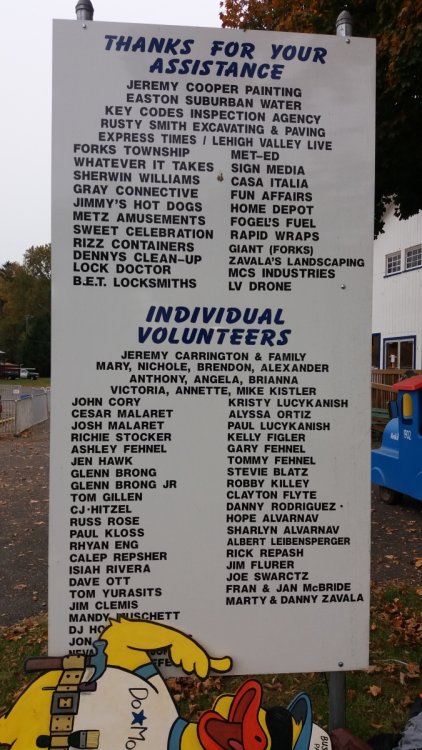 THANKS FOR YOUR
ASSISTANCE
JEREMY COOPER PAINTING
EASTON SUBURBAN WATER
KEY CODES INSPECTION AGENCY
RUSTY SMITH EXCAVATING & PAVING
EXPRESS TIMES / LEHIGH VALLEY LIVE
FORKS TOWNSHIP
WHATEVER IT TAKES
SHERWIN WILLIAMS
GRAY CONNECTIVE
JIMMY'S HOT DOGS
METZ AMUSEMENTS
SWEET CELEBRATION
RIZZ CONTAINERS
DENNYS CLEAN-UP
LOCK DOCTOR
B.E.T. LOCKSMITHS
MET-ED
SIGN MEDIA
CASA ITALIA
FUN AFFAIRS
HOME DEPOT
FOGEL'S FUEL
RAPID WRAPS
GIANT (FORKS)
ZAVALA'S LANDSCAPING
MCS INDUSTRIES
LV DRONE
INDIVIDUAL
VOLUNTEERS
JEREMY CARRINGTON & FAMILY
MARY, NICHOLE, BRENDON, ALEXANDER
ANTHONY, ANGELA, BRIANNA
VICTORIA, ANNETTE, MIKE KISTLER
JOHN CORY
CESAR MALARET
JOSH MALARET
RICHIE STOCKER
ASHLEY FEHNEL
JEN HAWK
GLENN BRONG
GLENN BRONG JR
TOM GILLEN
CJ HITZEL
RUSS ROSE
PAUL KLOSS
RHYAN ENG
CALEP REPSHER
ISIAH RIVERA
DAVE OTT
TOM YURASITS
JIM CLEMIS
MANDY
DJ
JON
KRISTY LUCYKANISH
ALYSSA ORTIZ
PAUL LUCYKANISH
KELLY FIGLER
GARY FEHNEL
TOMMY FEHNEL
STEVIE BLATZ
ROBBY KILLEY
CLAYTON FLYTE
DANNY RODRIGUEZ
HOPE ALVARNAV
SHARLYN ALVARNAV
ALBERT LEIBENSPERGER
RICK REPASH
JIM FLURER
JOE SWARCTZ
FRAN & JAN McBRIDE
MARTY & DANNY ZAVALA
Do★Mo